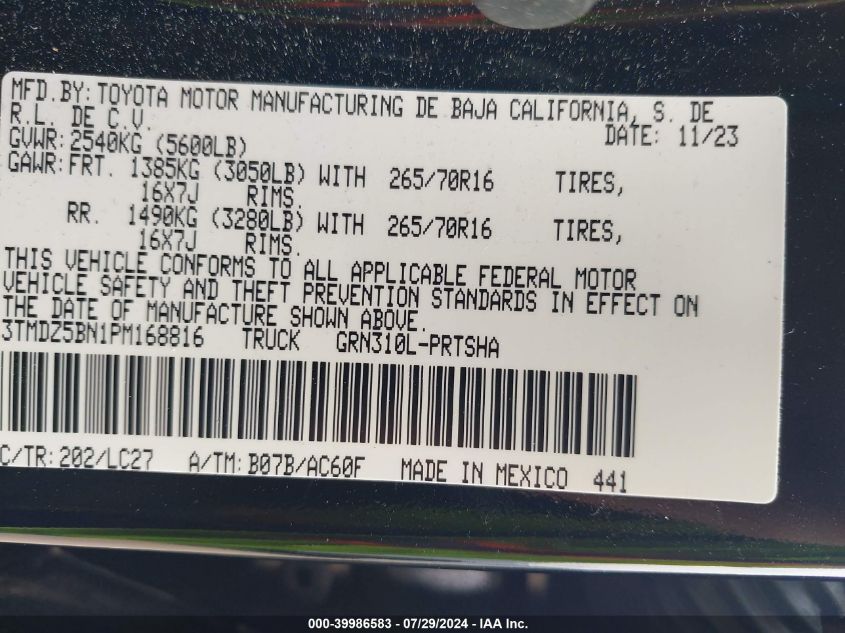 MFD.BY: TOYOTA MOTOR MANUFACTURING DE BAJA CALIFORNIA, S. DE
R.L. DE C.V. DATE: 11/23
GVWR: 2540KG (5600LB)
GAWR: FRT. 1385KG (3050LB) WITH 265/70R16 TIRES,
16X7J RIMS.
RR. 1490KG (3280LB) WITH 265/70R16 TIRES,
16X7J RIMS.
THIS VEHICLE CONFORMS TO ALL APPLICABLE FEDERAL MOTOR
VEHICLE SAFETY AND THEFT PREVENTION STANDARDS IN EFFECT ON
THE DATE OF MANUFACTURE SHOWN ABOVE.
3TMDZ5BN1PM168816 TRUCK GRN310L-PRTSHA
C/TR: 202/LC27 A/TM: B07B/AC60F MADE IN MEXICO 441
000-39986583 / 07/29/2024 - IAA Inc.